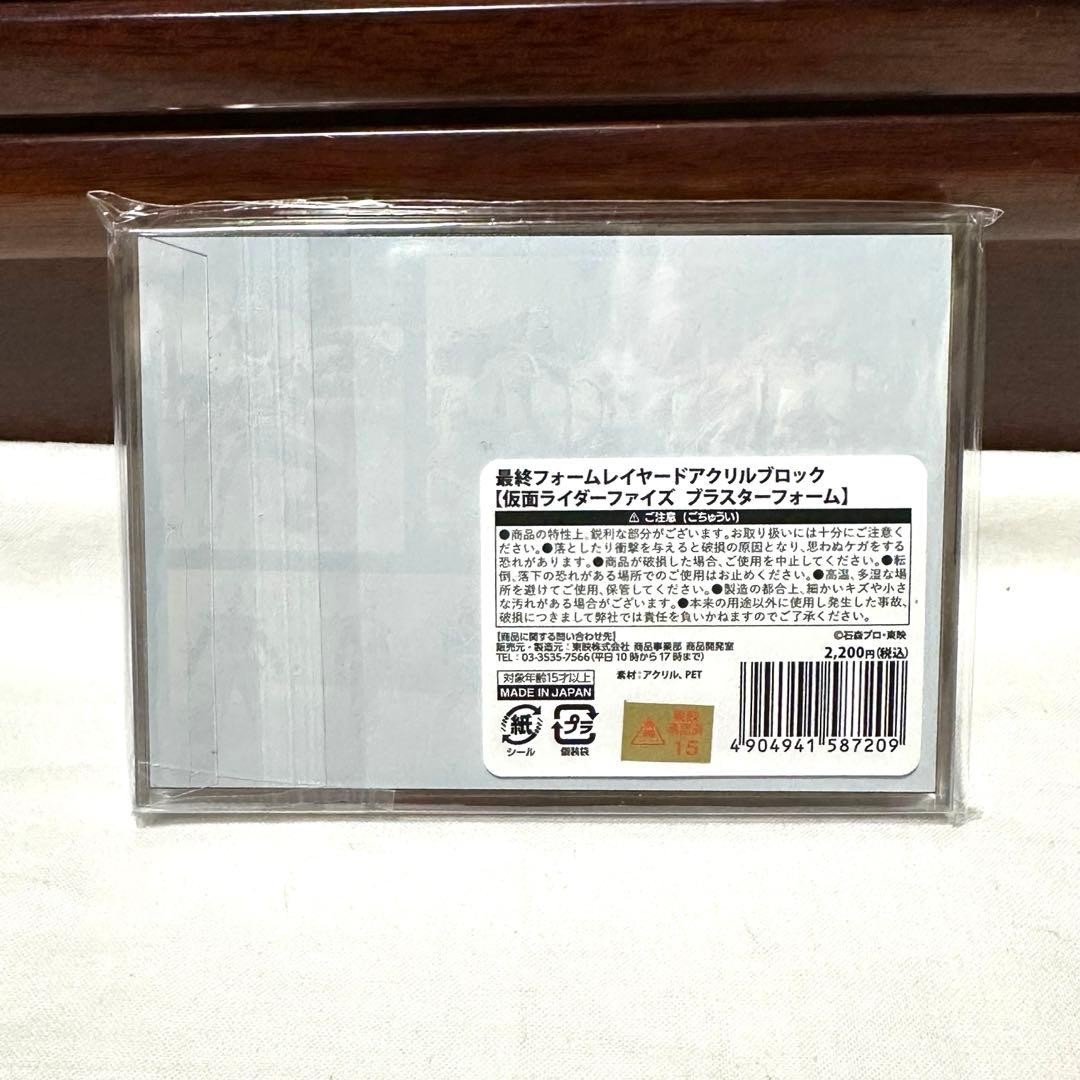 最終フォームレイヤードアクリルブロック
【仮面ライダーファイズ ブラスターフォーム】
⚠ ご注意 (ごちゅうい)
●商品の特性上、鋭利な部分がございます。お取り扱いには十分にご注意く
ださい。●落としたり衝撃を与えると破損の原因となり、思わぬケガをする
恐れがあります。●商品が破損した場合、ご使用を中止してください。●転
倒、落下の恐れがある場所でのご使用はお止めください。●高温、多湿な場
所を避けてご使用、保管してください。●製造の都合上、細かいキズや小さ
な汚れがある場合がございます。●本来の用途以外に使用し発生した事故、
破損につきまして弊社では責任を負いかねますのでご了承ください。
【商品に関する問い合わせ先】
©石森プロ・東映
販売元・製造元：東映株式会社 商品事業部 商品開発室
TEL：03-3535-7566(平日10時から17時まで)
2,200円(税込)
対象年齢15才以上
素材：アクリル、PET
MADE IN JAPAN
紙
シール
プラ
個装袋
東映
15
4 904941 587209